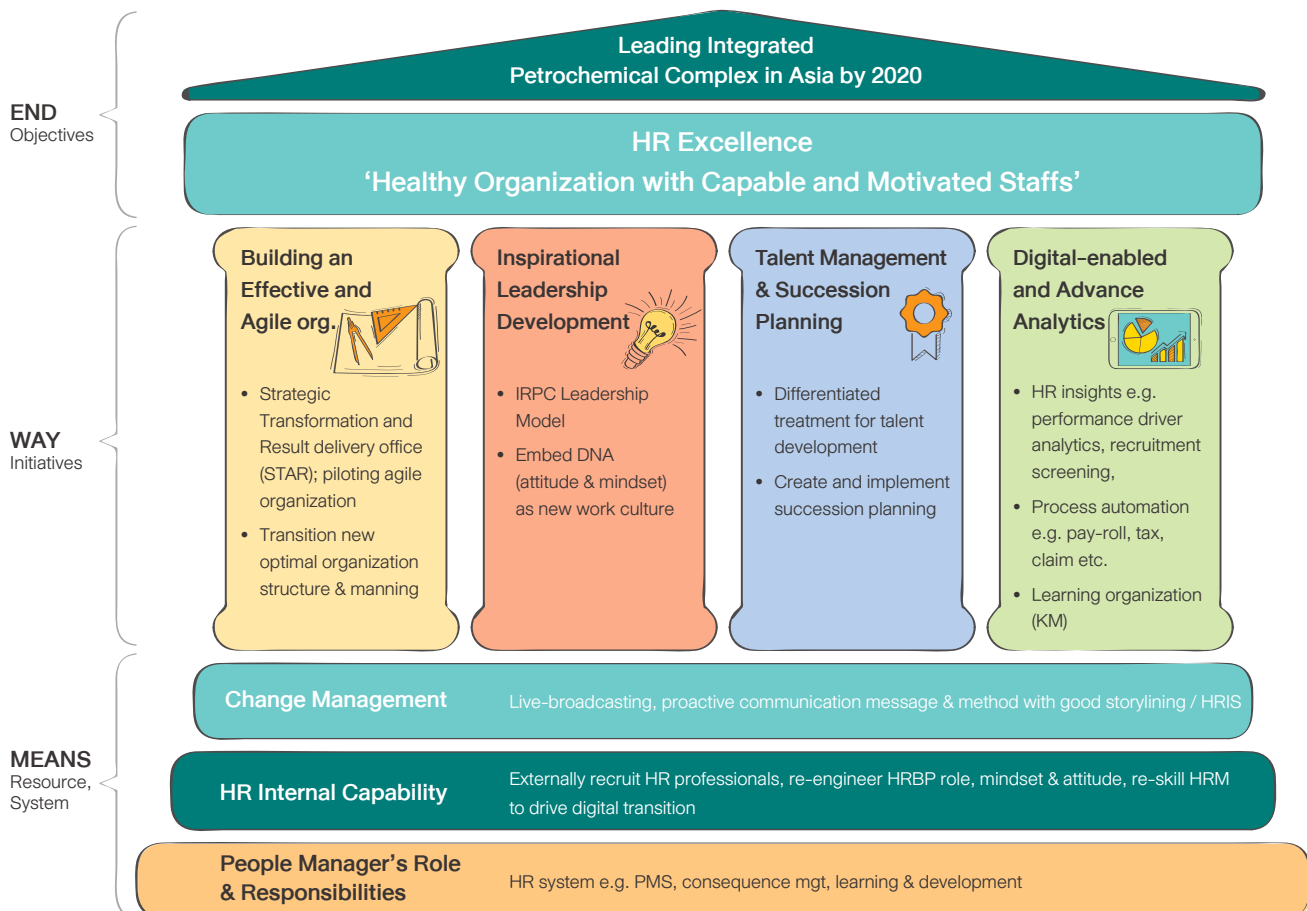 Leading Integrated
Petrochemical Complex in Asia by 2020
END
Objectives
HR Excellence
‘Healthy Organization with Capable and Motivated Staffs’
WAY
Initiatives
Building an
Effective and
Agile org.
• Strategic
Transformation and
Result delivery office
(STAR); piloting agile
organization
• Transition new
optimal organization
structure & manning
Inspirational
Leadership
Development
• IRPC Leadership
Model
• Embed DNA
(attitude & mindset)
as new work culture
Talent Management
& Succession
Planning
• Differentiated
treatment for talent
development
• Create and implement
succession planning
Digital-enabled
and Advance
Analytics
• HR insights e.g.
performance driver
analytics, recruitment
screening,
• Process automation
e.g. pay-roll, tax,
claim etc.
• Learning organization
(KM)
MEANS
Resource,
System
Change Management
Live-broadcasting, proactive communication message & method with good storylining / HRIS
HR Internal Capability
Externally recruit HR professionals, re-engineer HRBP role, mindset & attitude, re-skill HRM
to drive digital transition
People Manager’s Role
& Responsibilities
HR system e.g. PMS, consequence mgt, learning & development